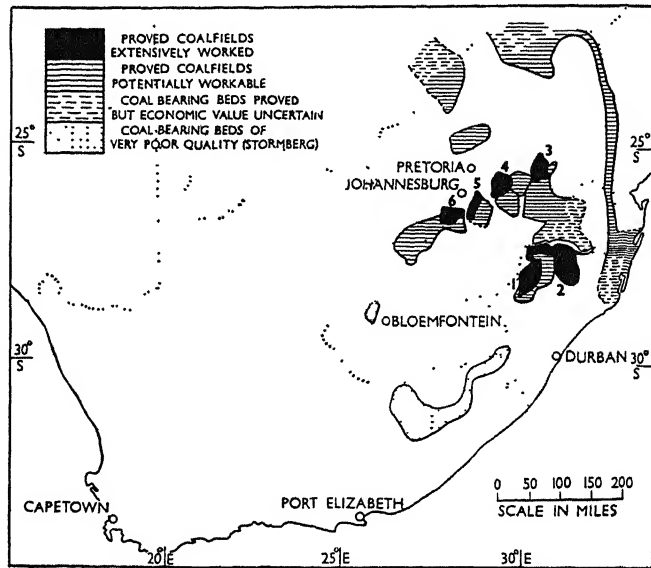 PROVED COALFIELDS
EXTENSIVELY WORKED
PROVED COALFIELDS
POTENTIALLY WORKABLE
COAL BEARING BEDS PROVED
BUT ECONOMIC VALUE UNCERTAIN
COAL-BEARING BEDS OF
VERY POOR QUALITY (STORMBERG)
25°
S
25°
S
PRETORIA
JOHANNESBURG
3
4
5
6
1
2
BLOEMFONTEIN
DURBAN
30°
S
30°
S
CAPETOWN
PORT ELIZABETH
0 50 100 150 200
SCALE IN MILES
20°E
25°E
30°E